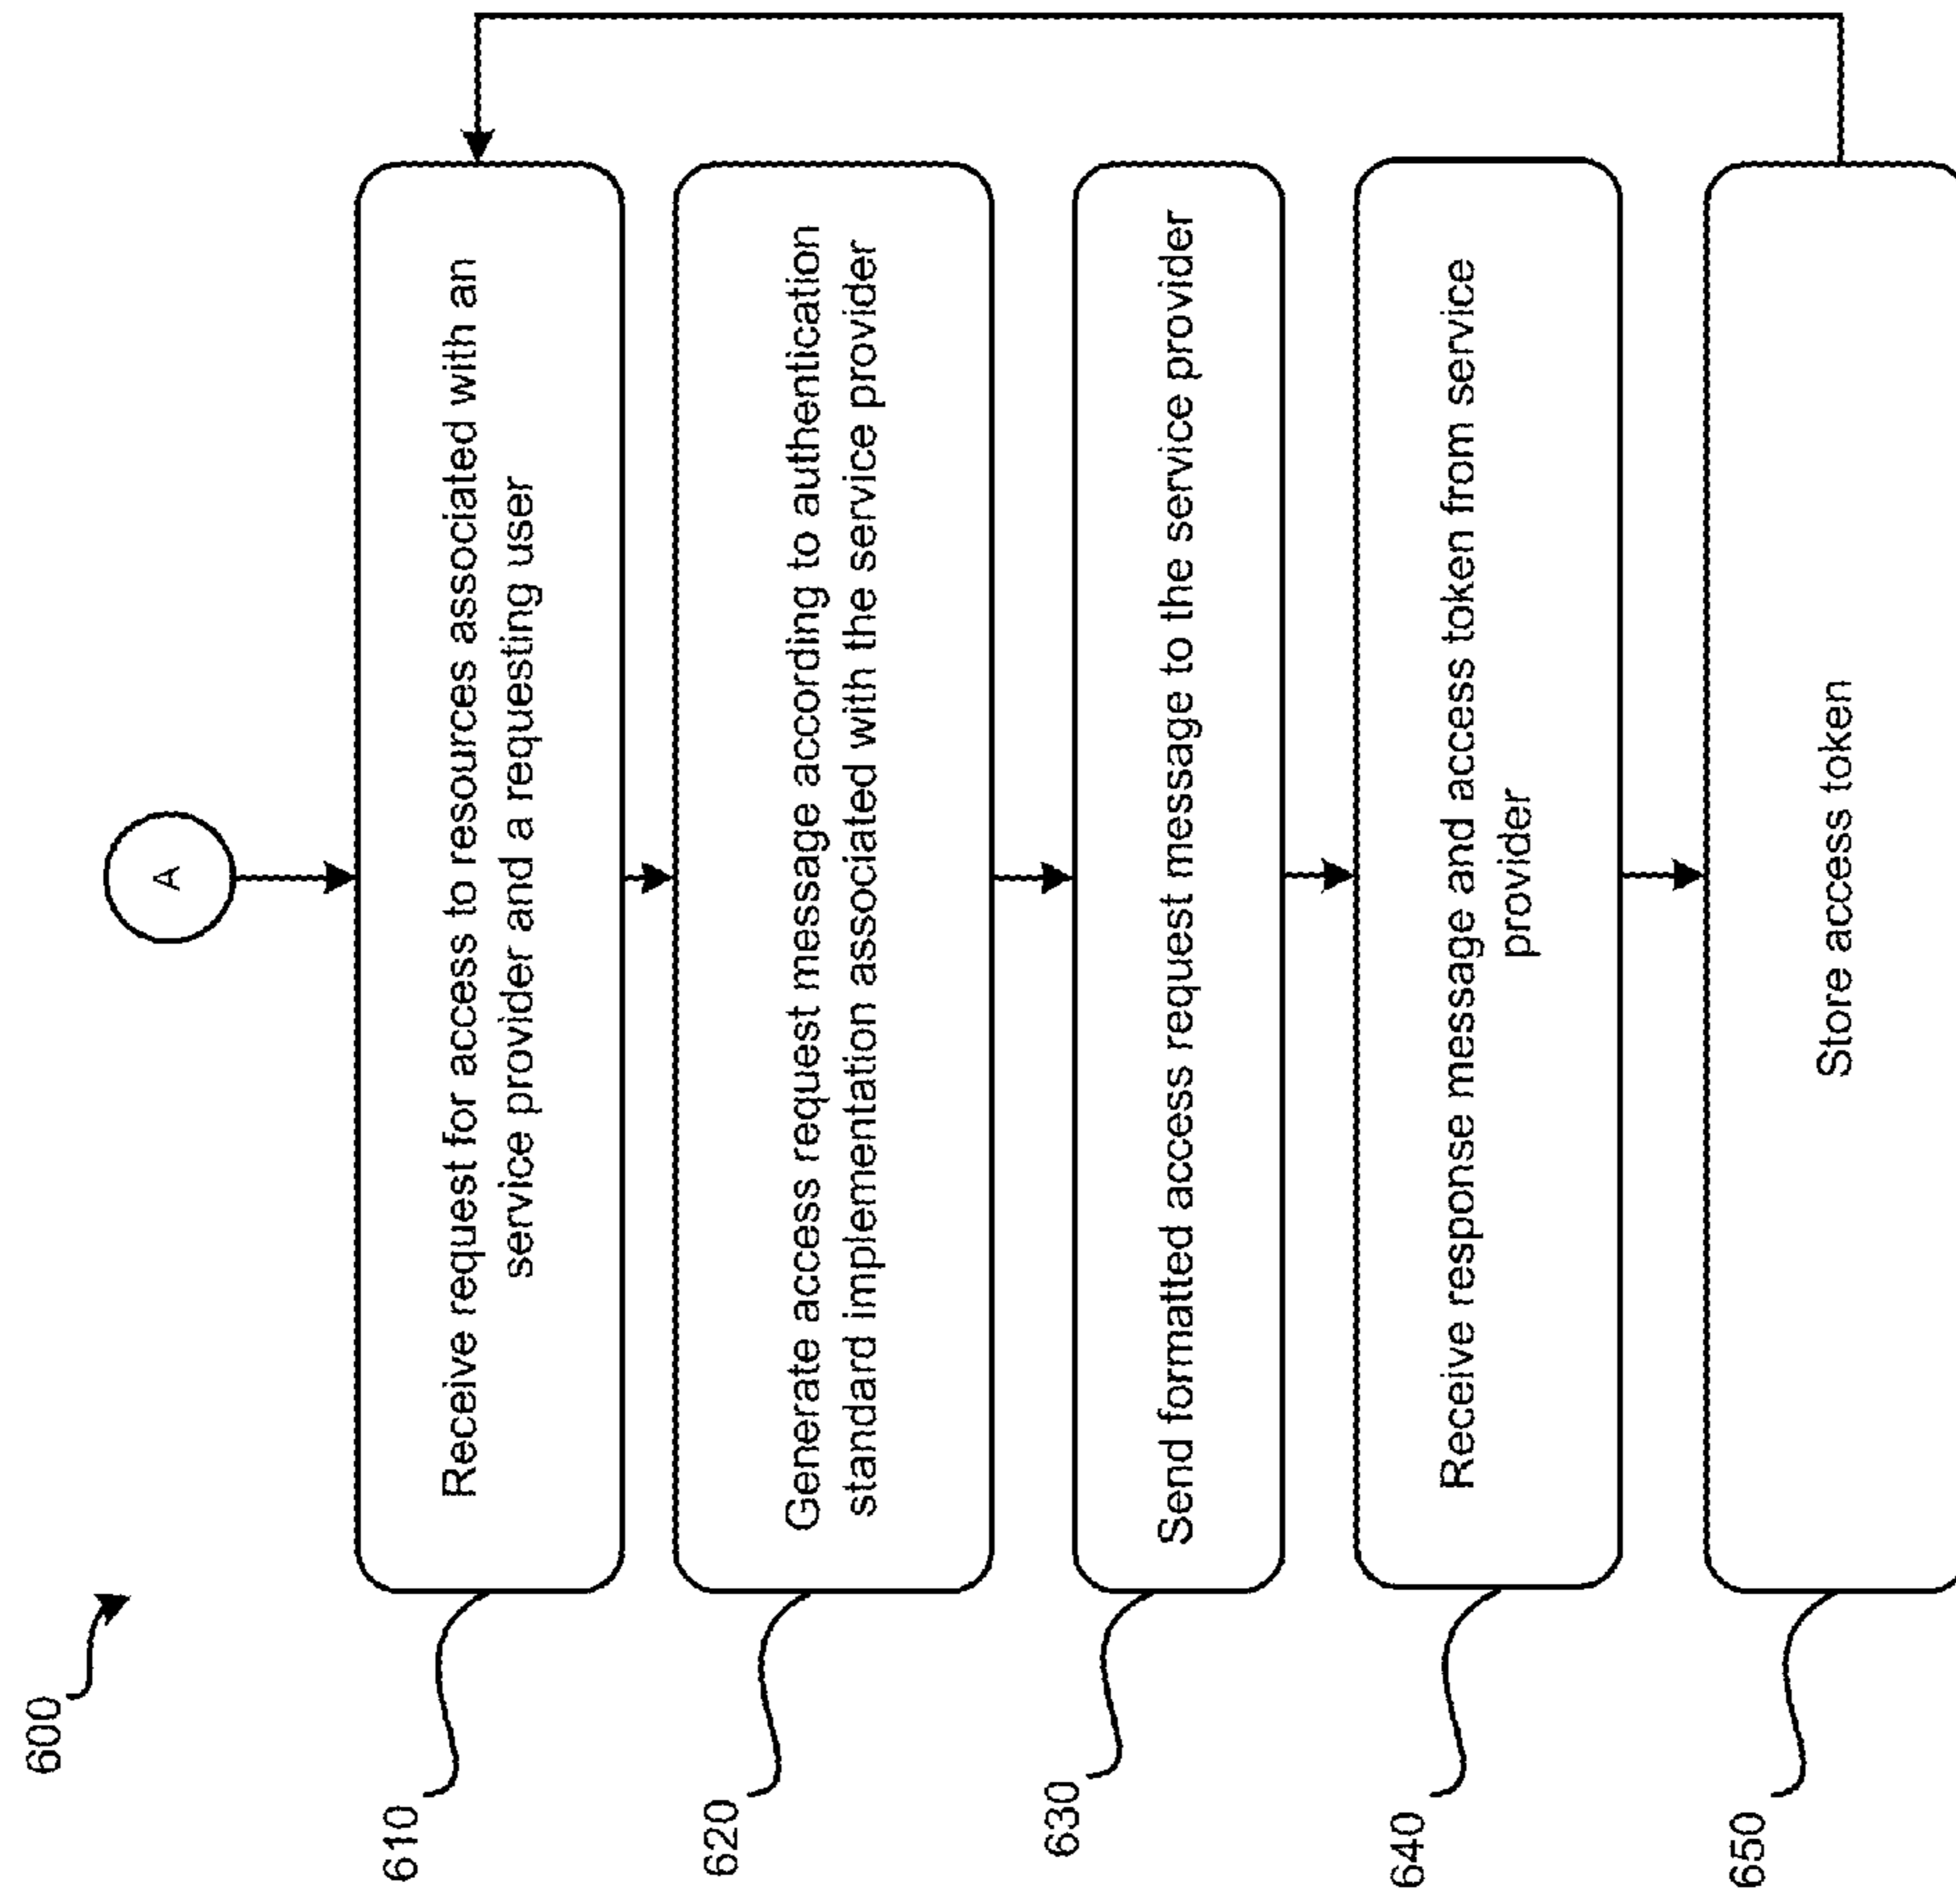 600
A
610
Receive request for access to resources associated with an
service provider and a requesting user
620
Generate access request message according to authentication
standard implementation associated with the service provider
630
Send formatted access request message to the service provider
640
Receive response message and access token from service
provider
650
Store access token